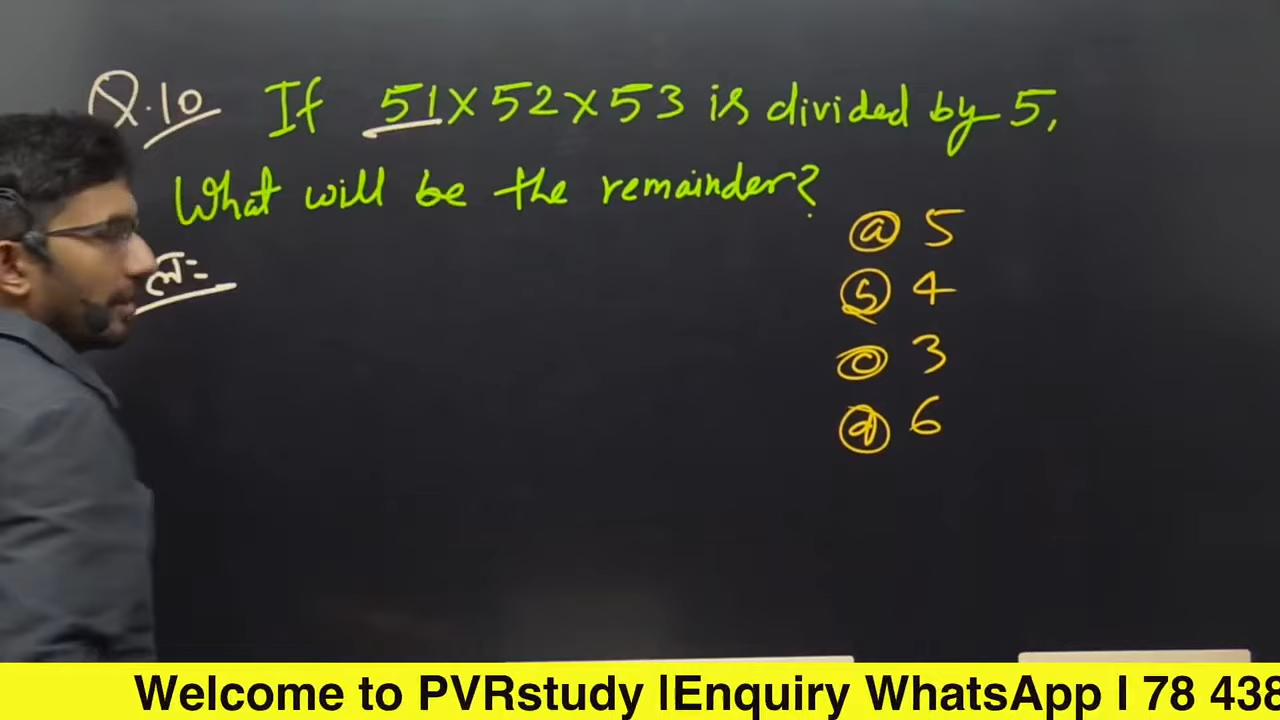 Q.10 If 51×52×53 is divided by 5,
What will be the remainder?
ⓐ 5
ⓑ 4
ⓒ 3
ⓓ 6
Welcome to PVRstudy |Enquiry WhatsApp | 78 438